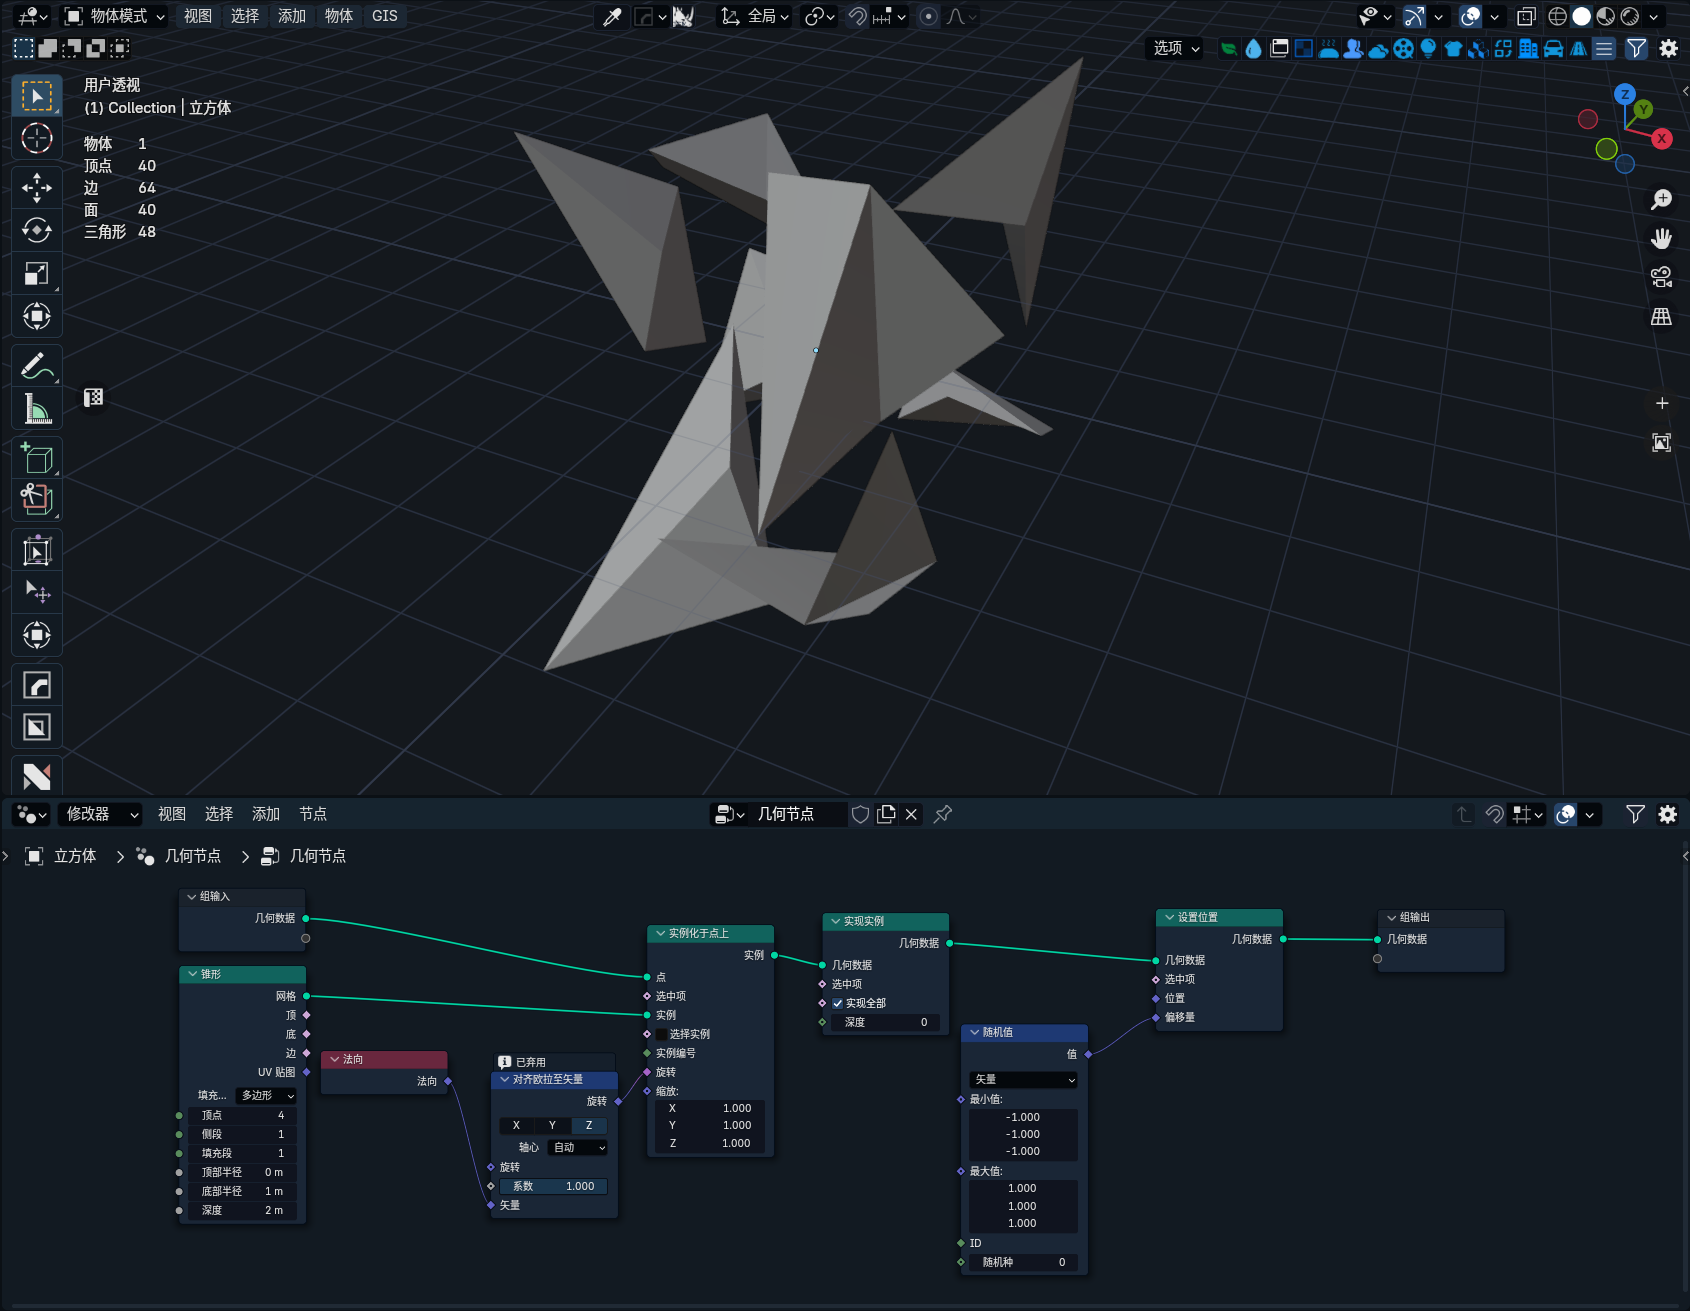 物体模式 视图 选择 添加 物体 GIS 全局
选项
用户透视
(1) Collection | 立方体
物体 1
顶点 40
边 64
面 40
三角形 48
Z
Y
X
修改器 视图 选择 添加 节点 几何节点
立方体 几何节点 几何节点
组输入
几何数据
锥形
网格
顶
底
边
UV 贴图
填充... 多边形
顶点 4
侧段 1
填充段 1
顶部半径 0 m
底部半径 1 m
深度 2 m
法向
法向
已弃用
对齐欧拉至矢量
旋转
X Y Z
轴心 自动
旋转
系数 1.000
矢量
实例化于点上
实例
点
选中项
实例
选择实例
实例编号
旋转
缩放:
X 1.000
Y 1.000
Z 1.000
实现实例
几何数据
几何数据
选中项
实现全部
深度 0
随机值
值
矢量
最小值:
-1.000
-1.000
-1.000
最大值:
1.000
1.000
1.000
ID
随机种 0
设置位置
几何数据
几何数据
选中项
位置
偏移量
组输出
几何数据